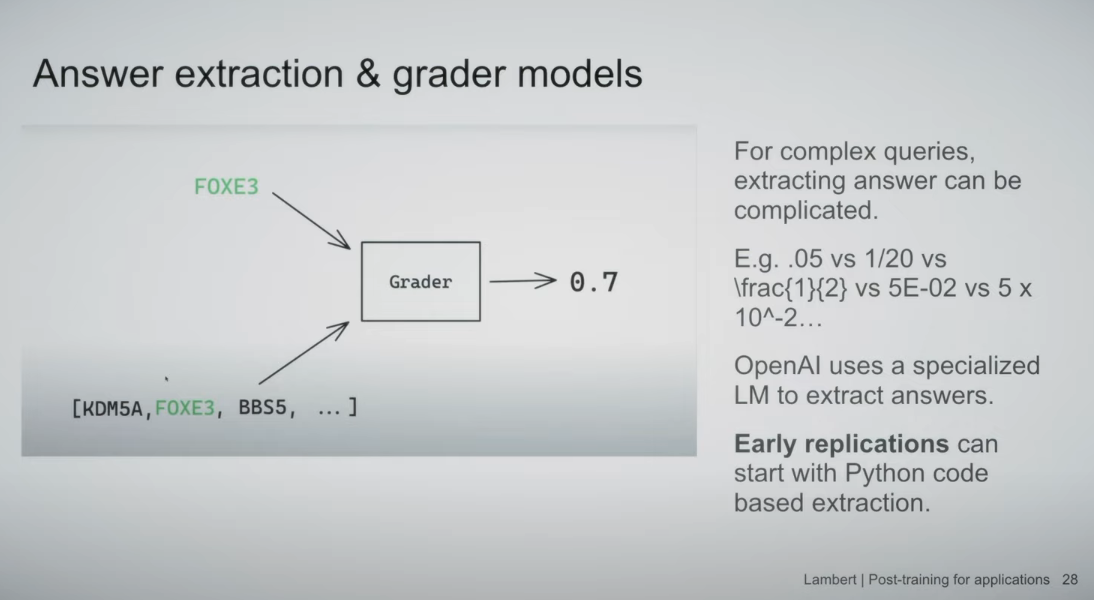 Answer extraction & grader models
FOXE3
Grader
0.7
[KDM5A,FOXE3, BBS5, ...]
For complex queries,
extracting answer can be
complicated.
E.g. .05 vs 1/20 vs
\frac{1}{2} vs 5E-02 vs 5 x
10^-2...
OpenAI uses a specialized
LM to extract answers.
Early replications can
start with Python code
based extraction.
Lambert | Post-training for applications 28